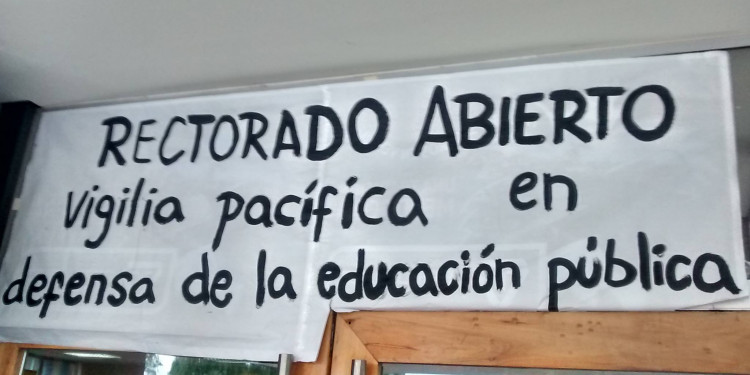 RECTORADO ABIERTO
vigilia pacífica en
defensa de la educación pública